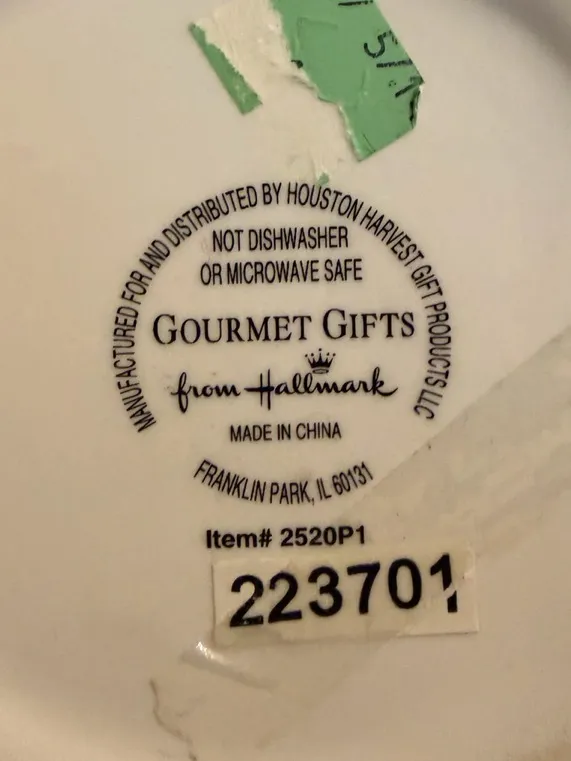 MANUFACTURED FOR AND DISTRIBUTED BY HOUSTON HARVEST GIFT PRODUCTS LLC
NOT DISHWASHER
OR MICROWAVE SAFE
GOURMET GIFTS
from Hallmark
MADE IN CHINA
FRANKLIN PARK, IL 60131
Item# 2520P1
223701